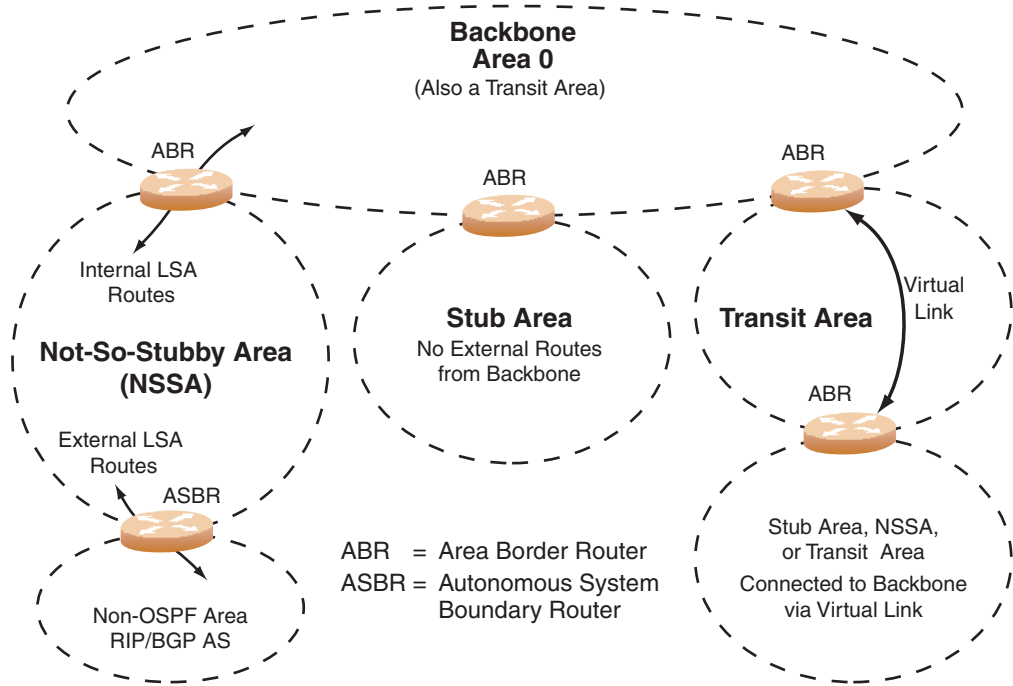 Backbone
Area 0
(Also a Transit Area)
ABR
ABR
ABR
Internal LSA
Routes
Not-So-Stubby Area
(NSSA)
External LSA
Routes
ASBR
Non-OSPF Area
RIP/BGP AS
Stub Area
No External Routes
from Backbone
Transit Area
Virtual
Link
ABR
Stub Area, NSSA,
or Transit Area
Connected to Backbone
via Virtual Link
ABR = Area Border Router
ASBR = Autonomous System
Boundary Router